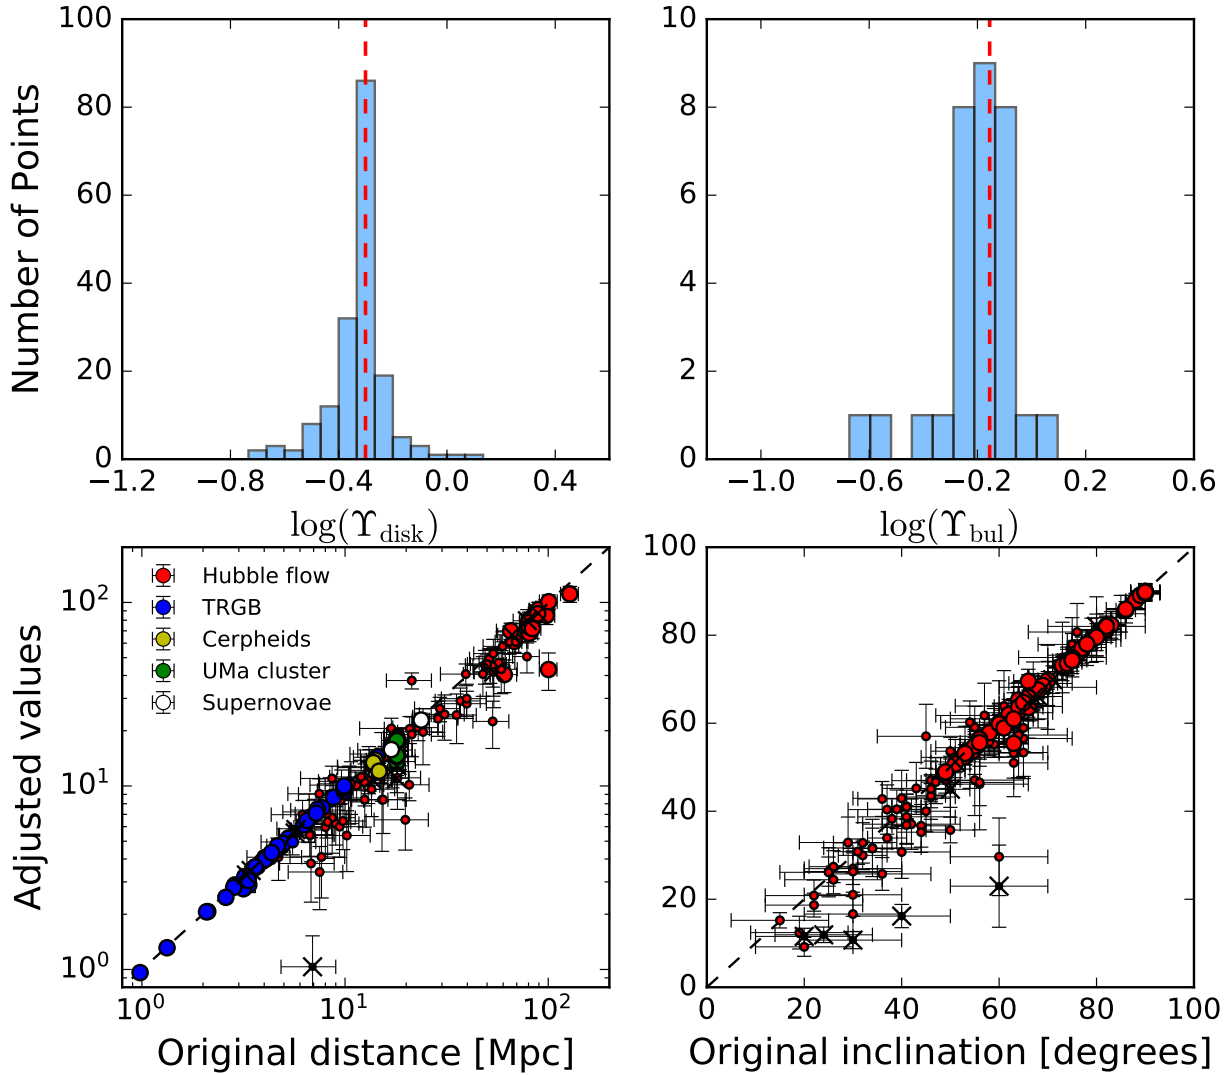 100
80
60
40
20
0
Number of Points
−1.2 −0.8 −0.4 0.0 0.4
log(ϒ_disk)
10
8
6
4
2
0
−1.0 −0.6 −0.2 0.2 0.6
log(ϒ_bul)
10²
10¹
10⁰
Adjusted values
Hubble flow
TRGB
Cerpheids
UMa cluster
Supernovae
10⁰ 10¹ 10²
Original distance [Mpc]
100
80
60
40
20
0
0 20 40 60 80 100
Original inclination [degrees]